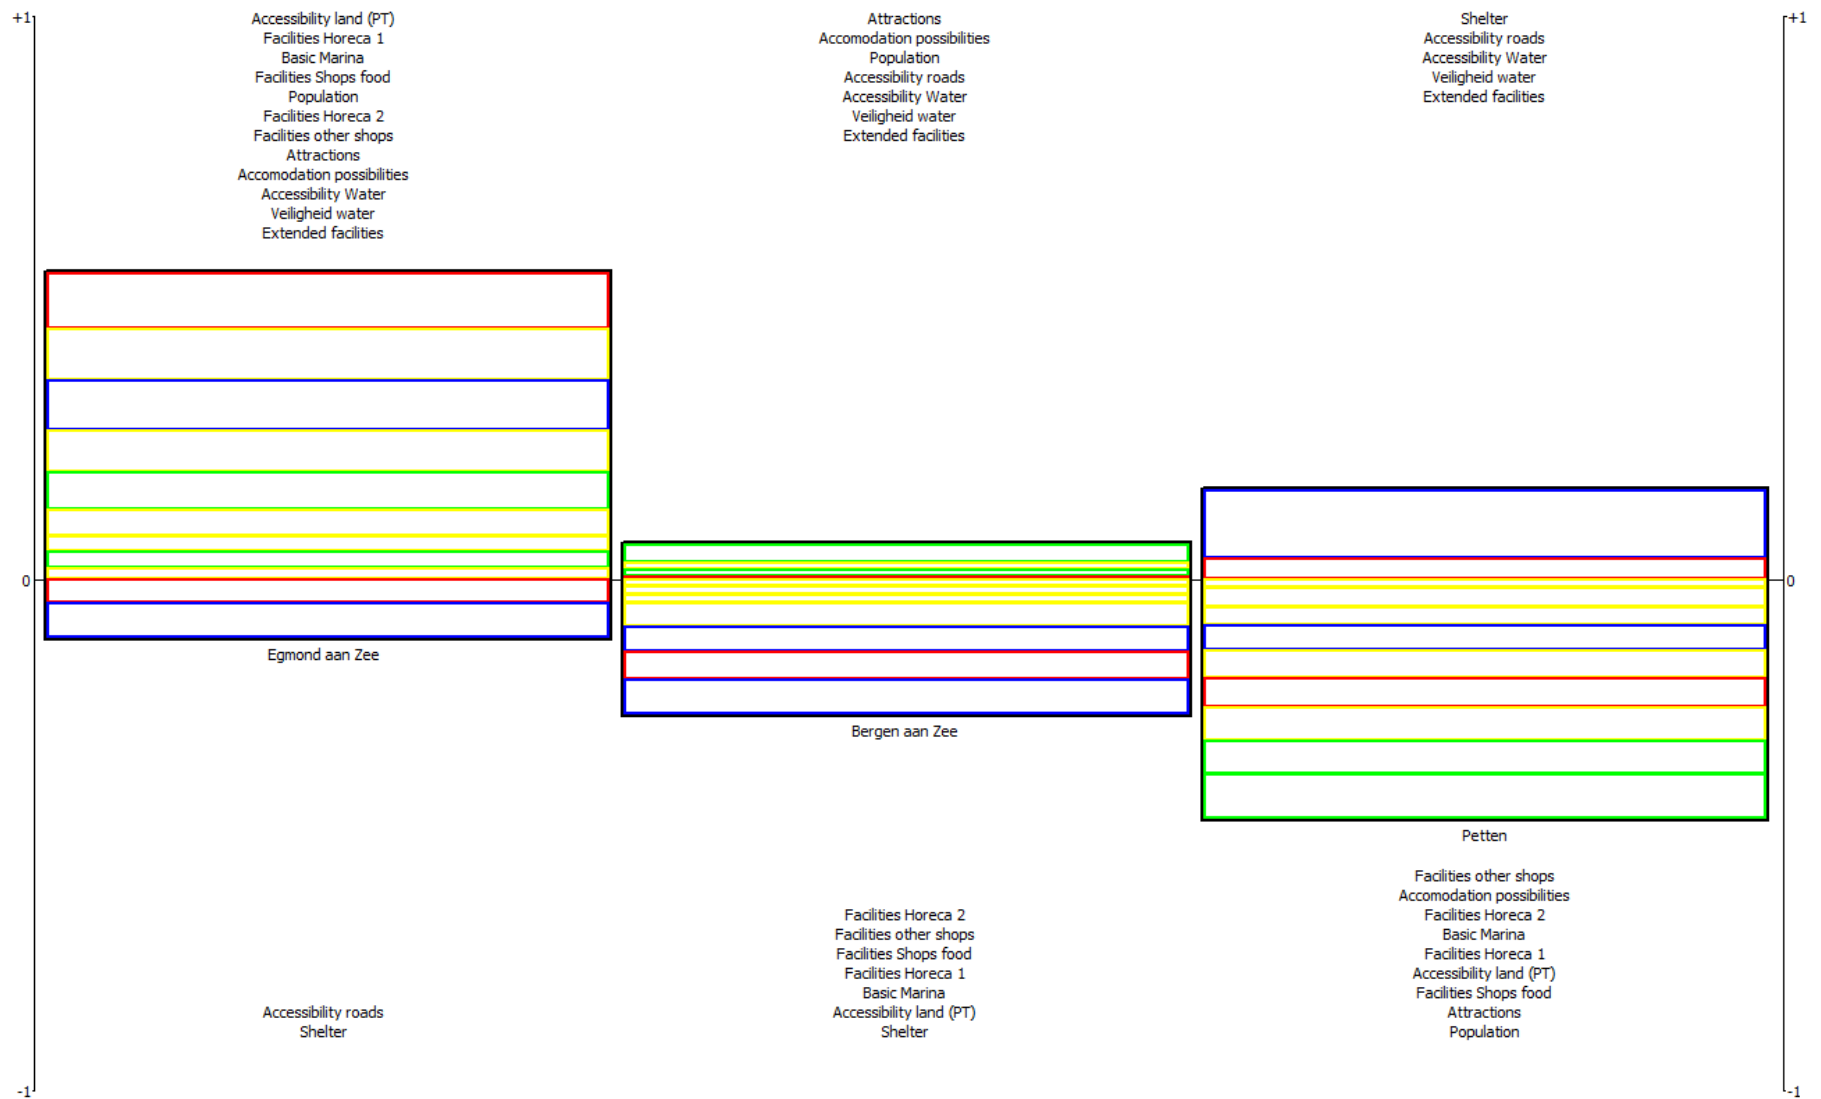 +1
Accessibility land (PT)
Facilities Horeca 1
Basic Marina
Facilities Shops food
Population
Facilities Horeca 2
Facilities other shops
Attractions
Accomodation possibilities
Accessibility Water
Veiligheid water
Extended facilities
Attractions
Accomodation possibilities
Population
Accessibility roads
Accessibility Water
Veiligheid water
Extended facilities
Shelter
Accessibility roads
Accessibility Water
Veiligheid water
Extended facilities
+1
0
0
Egmond aan Zee
Bergen aan Zee
Petten
Accessibility roads
Shelter
Facilities Horeca 2
Facilities other shops
Facilities Shops food
Facilities Horeca 1
Basic Marina
Accessibility land (PT)
Shelter
Facilities other shops
Accomodation possibilities
Facilities Horeca 2
Basic Marina
Facilities Horeca 1
Accessibility land (PT)
Facilities Shops food
Attractions
Population
-1
-1